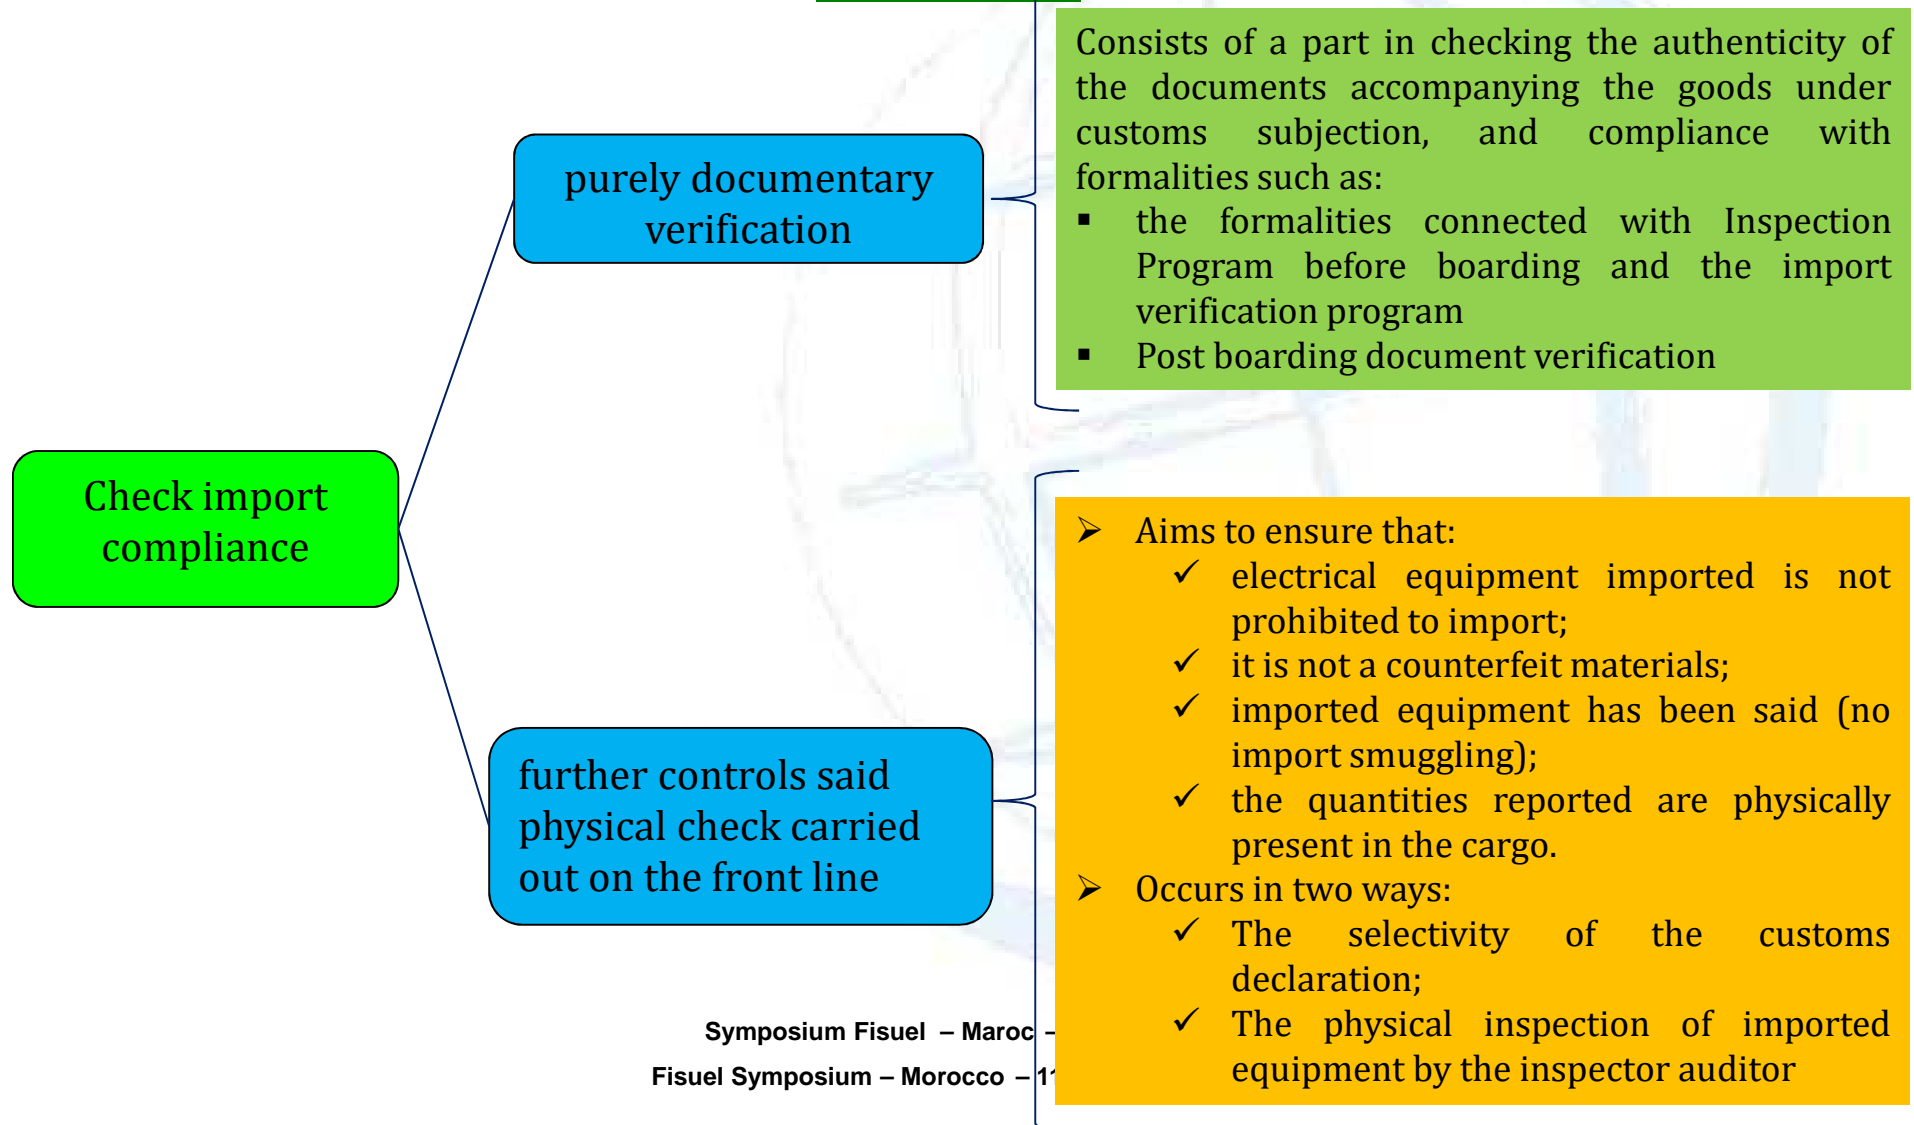 Check import
compliance
purely documentary
verification
Consists of a part in checking the authenticity of
the documents accompanying the goods under
customs subjection, and compliance with
formalities such as:
▪ the formalities connected with Inspection
Program before boarding and the import
verification program
▪ Post boarding document verification
further controls said
physical check carried
out on the front line
➢ Aims to ensure that:
✓ electrical equipment imported is not
prohibited to import;
✓ it is not a counterfeit materials;
✓ imported equipment has been said (no
import smuggling);
✓ the quantities reported are physically
present in the cargo.
➢ Occurs in two ways:
✓ The selectivity of the customs
declaration;
✓ The physical inspection of imported
equipment by the inspector auditor
Symposium Fisuel – Maroc –
Fisuel Symposium – Morocco –